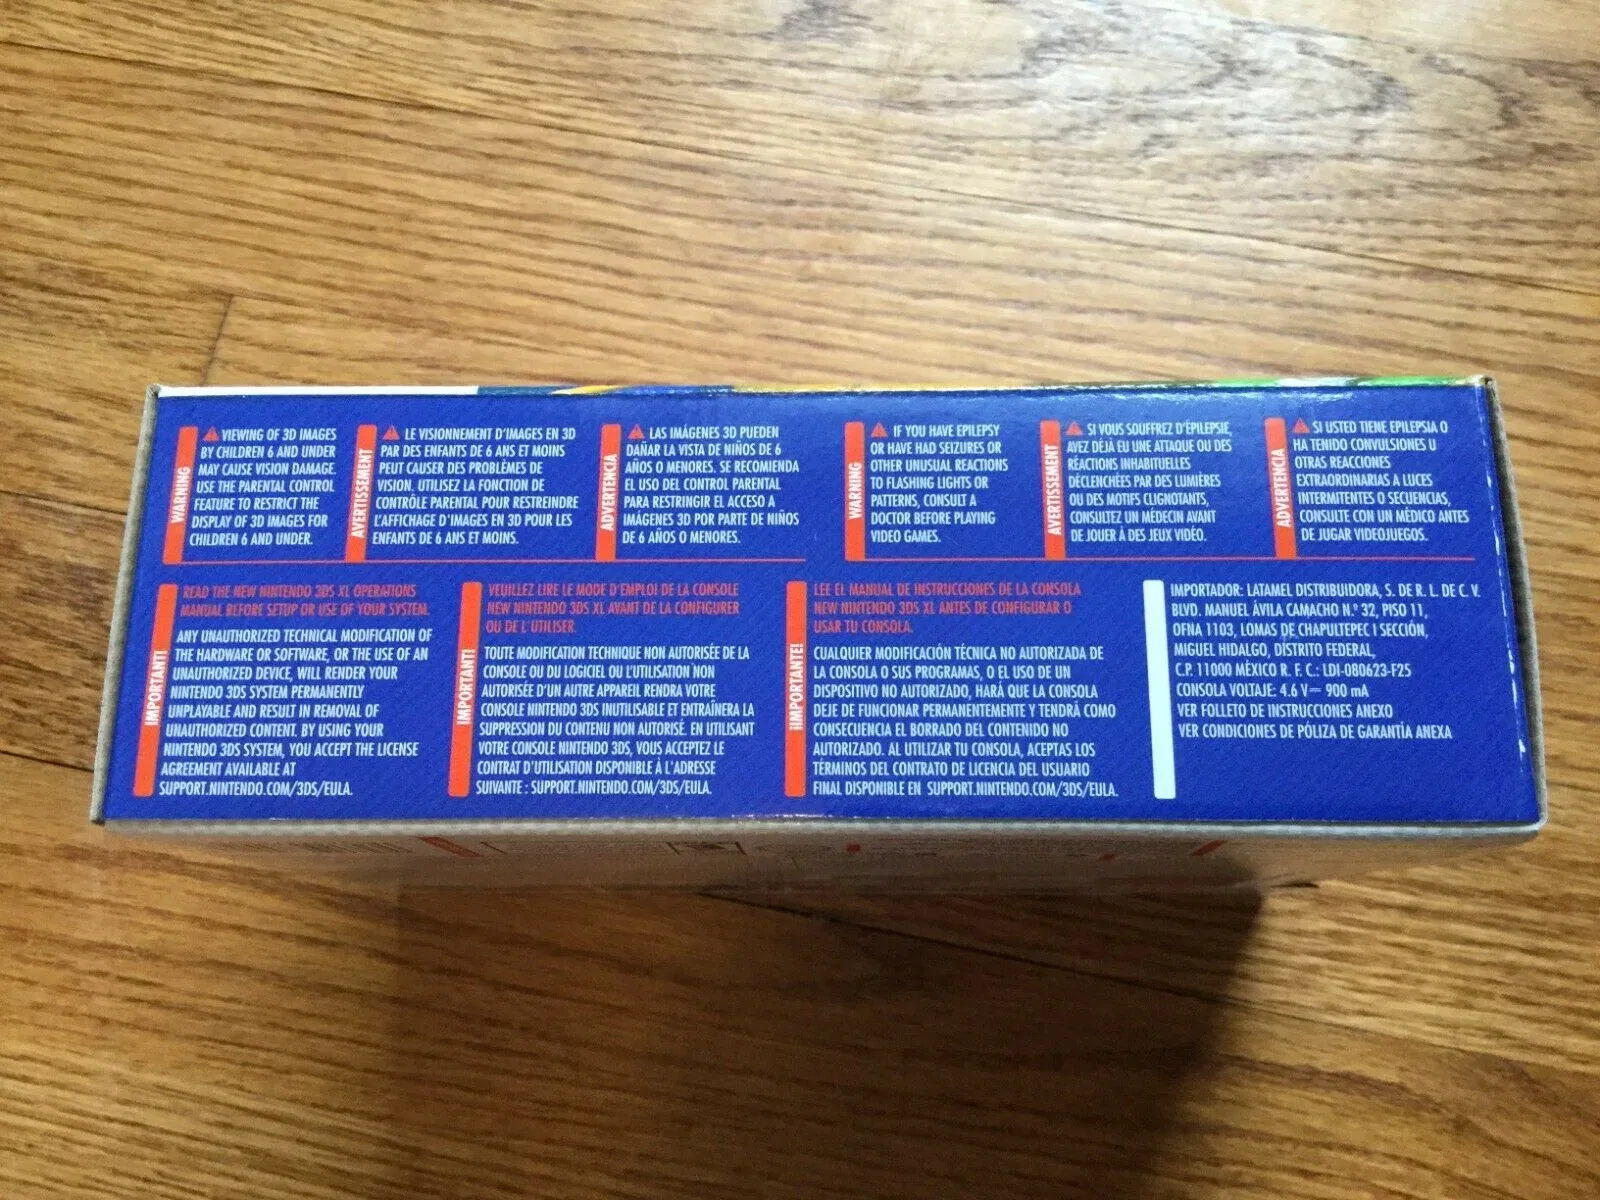 WARNING
⚠ VIEWING OF 3D IMAGES
BY CHILDREN 6 AND UNDER
MAY CAUSE VISION DAMAGE.
USE THE PARENTAL CONTROL
FEATURE TO RESTRICT THE
DISPLAY OF 3D IMAGES FOR
CHILDREN 6 AND UNDER.
AVERTISSEMENT
⚠ LE VISIONNEMENT D'IMAGES EN 3D
PAR DES ENFANTS DE 6 ANS ET MOINS
PEUT CAUSER DES PROBLÈMES DE
VISION. UTILISEZ LA FONCTION DE
CONTRÔLE PARENTAL POUR RESTREINDRE
L'AFFICHAGE D'IMAGES EN 3D POUR LES
ENFANTS DE 6 ANS ET MOINS.
ADVERTENCIA
⚠ LAS IMÁGENES 3D PUEDEN
DAÑAR LA VISTA DE NIÑOS DE 6
AÑOS O MENORES. SE RECOMIENDA
EL USO DEL CONTROL PARENTAL
PARA RESTRINGIR EL ACCESO A
IMÁGENES 3D POR PARTE DE NIÑOS
DE 6 AÑOS O MENORES.
WARNING
⚠ IF YOU HAVE EPILEPSY
OR HAVE HAD SEIZURES OR
OTHER UNUSUAL REACTIONS
TO FLASHING LIGHTS OR
PATTERNS, CONSULT A
DOCTOR BEFORE PLAYING
VIDEO GAMES.
AVERTISSEMENT
⚠ SI VOUS SOUFFREZ D'ÉPILEPSIE,
AVEZ DÉJÀ EU UNE ATTAQUE OU DES
RÉACTIONS INHABITUELLES
DÉCLENCHÉES PAR DES LUMIÈRES
OU DES MOTIFS CLIGNOTANTS,
CONSULTEZ UN MÉDECIN AVANT
DE JOUER À DES JEUX VIDÉO.
ADVERTENCIA
⚠ SI USTED TIENE EPILEPSIA O
HA TENIDO CONVULSIONES U
OTRAS REACCIONES
EXTRAORDINARIAS A LUCES
INTERMITENTES O SECUENCIAS,
CONSULTE CON UN MÉDICO ANTES
DE JUGAR VIDEOJUEGOS.
IMPORTANT!
READ THE NEW NINTENDO 3DS XL OPERATIONS
MANUAL BEFORE SETUP OR USE OF YOUR SYSTEM.
ANY UNAUTHORIZED TECHNICAL MODIFICATION OF
THE HARDWARE OR SOFTWARE, OR THE USE OF AN
UNAUTHORIZED DEVICE, WILL RENDER YOUR
NINTENDO 3DS SYSTEM PERMANENTLY
UNPLAYABLE AND RESULT IN REMOVAL OF
UNAUTHORIZED CONTENT. BY USING YOUR
NINTENDO 3DS SYSTEM, YOU ACCEPT THE LICENSE
AGREEMENT AVAILABLE AT
SUPPORT.NINTENDO.COM/3DS/EULA.
IMPORTANT!
VEUILLEZ LIRE LE MODE D'EMPLOI DE LA CONSOLE
NEW NINTENDO 3DS XL AVANT DE LA CONFIGURER
OU DE L'UTILISER.
TOUTE MODIFICATION TECHNIQUE NON AUTORISÉE DE LA
CONSOLE OU DU LOGICIEL OU L'UTILISATION NON
AUTORISÉE D'UN AUTRE APPAREIL RENDRA VOTRE
CONSOLE NINTENDO 3DS INUTILISABLE ET ENTRAÎNERA LA
SUPPRESSION DU CONTENU NON AUTORISÉ. EN UTILISANT
VOTRE CONSOLE NINTENDO 3DS, VOUS ACCEPTEZ LE
CONTRAT D'UTILISATION DISPONIBLE À L'ADRESSE
SUIVANTE : SUPPORT.NINTENDO.COM/3DS/EULA.
¡IMPORTANTE!
LEE EL MANUAL DE INSTRUCCIONES DE LA CONSOLA
NEW NINTENDO 3DS XL ANTES DE CONFIGURAR O
USAR TU CONSOLA.
CUALQUIER MODIFICACIÓN TÉCNICA NO AUTORIZADA DE
LA CONSOLA O SUS PROGRAMAS, O EL USO DE UN
DISPOSITIVO NO AUTORIZADO, HARÁ QUE LA CONSOLA
DEJE DE FUNCIONAR PERMANENTEMENTE Y TENDRÁ COMO
CONSECUENCIA EL BORRADO DEL CONTENIDO NO
AUTORIZADO. AL UTILIZAR TU CONSOLA, ACEPTAS LOS
TÉRMINOS DEL CONTRATO DE LICENCIA DEL USUARIO
FINAL DISPONIBLE EN SUPPORT.NINTENDO.COM/3DS/EULA.
IMPORTADOR: LATAMEL DISTRIBUIDORA, S. DE R. L. DE C. V.
BLVD. MANUEL ÁVILA CAMACHO N.º 32, PISO 11,
OFNA 1103, LOMAS DE CHAPULTEPEC I SECCIÓN,
MIGUEL HIDALGO, DISTRITO FEDERAL,
C.P. 11000 MÉXICO R. F. C.: LDI-080623-F25
CONSOLA VOLTAJE: 4.6 V⎓ 900 mA
VER FOLLETO DE INSTRUCCIONES ANEXO
VER CONDICIONES DE PÓLIZA DE GARANTÍA ANEXA